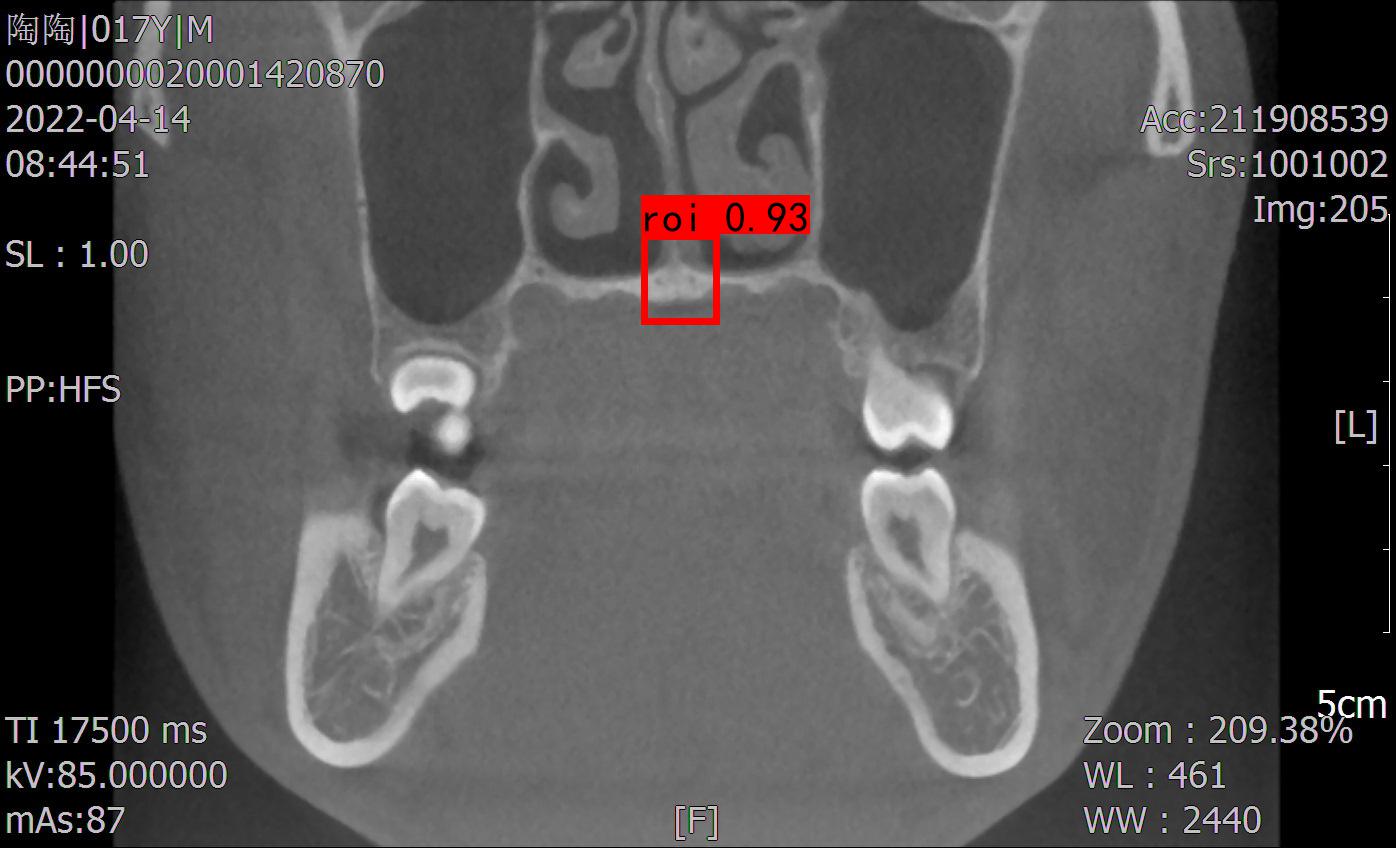 陶陶|017Y|M
0000000020001420870
2022-04-14
08:44:51
Acc:211908539
Srs:1001002
Img:205
roi 0.93
SL : 1.00
PP:HFS
[L]
5cm
TI 17500 ms
kV:85.000000
mAs:87
[F]
Zoom : 209.38%
WL : 461
WW : 2440